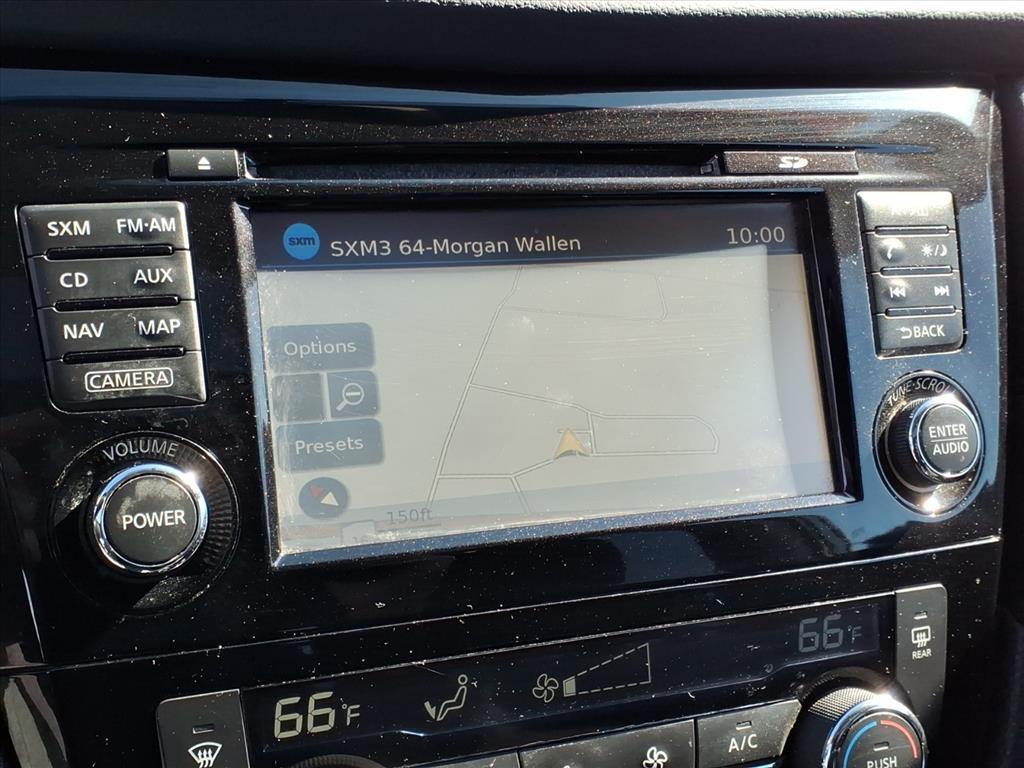 SD
SXM FM·AM
CD AUX
NAV MAP
CAMERA
VOLUME
POWER
sxm SXM3 64-Morgan Wallen 10:00
Options
Presets
150ft
BACK
TUNE·SCROLL
ENTER
AUDIO
66°F
66°F
REAR
A/C
PUSH